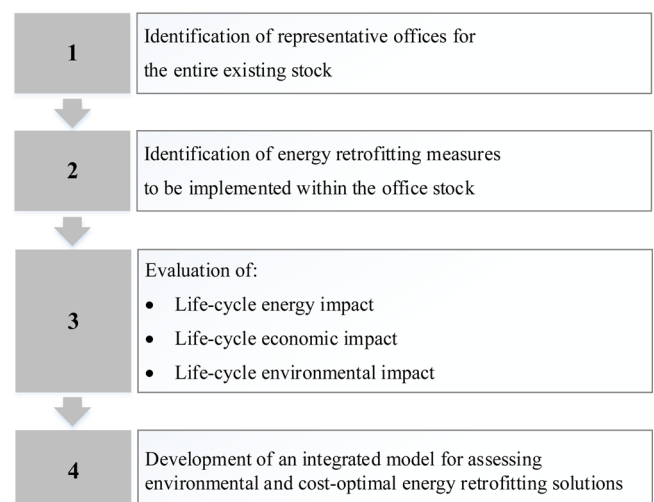 1
Identification of representative offices for
the entire existing stock
2
Identification of energy retrofitting measures
to be implemented within the office stock
3
Evaluation of:
• Life-cycle energy impact
• Life-cycle economic impact
• Life-cycle environmental impact
4
Development of an integrated model for assessing
environmental and cost-optimal energy retrofitting solutions